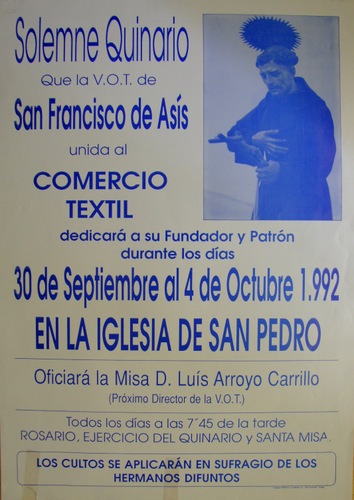 Solemne Quinario
Que la V.O.T. de
San Francisco de Asís
unida al
COMERCIO
TEXTIL
dedicará a su Fundador y Patrón
durante los días
30 de Septiembre al 4 de Octubre 1.992
EN LA IGLESIA DE SAN PEDRO
Oficiará la Misa D. Luís Arroyo Carrillo
(Próximo Director de la V.O.T.)
Todos los días a las 7´45 de la tarde
ROSARIO, EJERCICIO DEL QUINARIO y SANTA MISA.
LOS CULTOS SE APLICARÁN EN SUFRAGIO DE LOS
HERMANOS DIFUNTOS